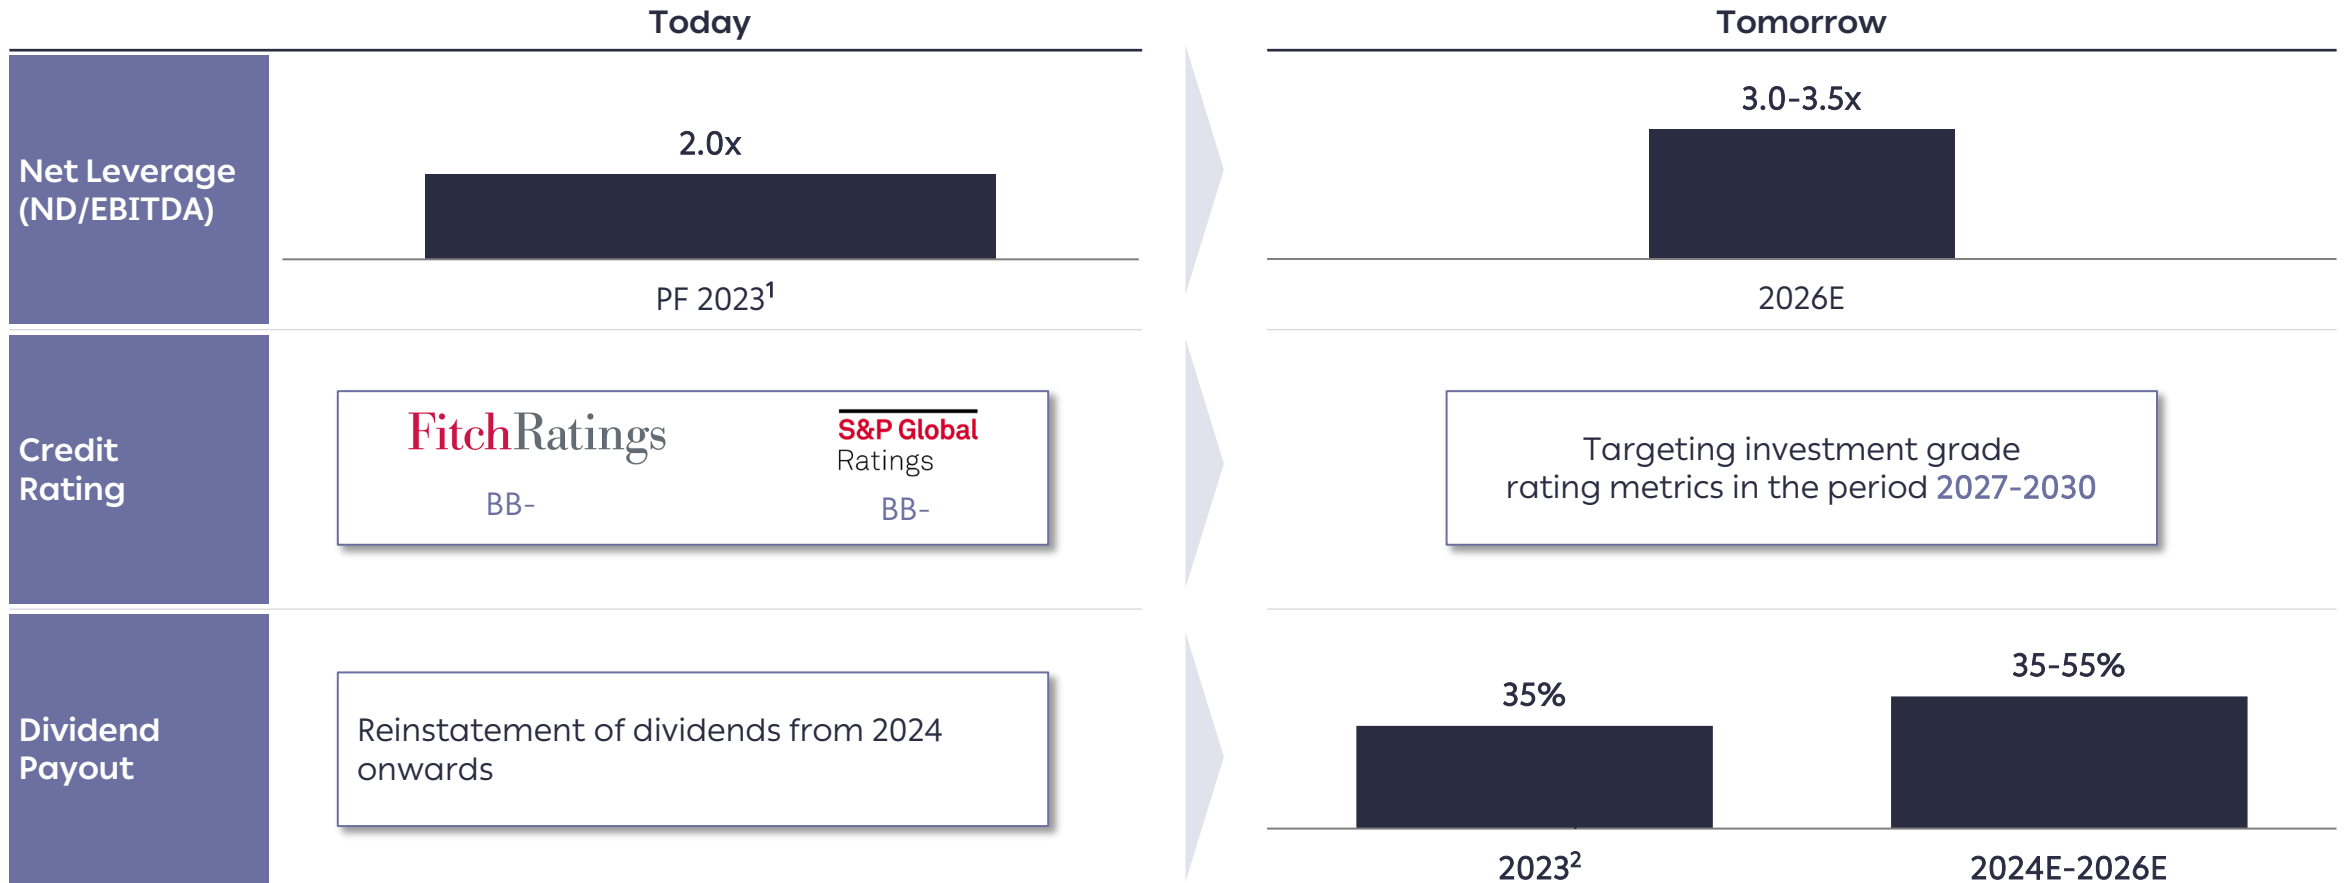 Today
Tomorrow
Net Leverage
(ND/EBITDA)
2.0x
PF 2023¹
3.0-3.5x
2026E
Credit
Rating
FitchRatings
BB-
S&P Global
Ratings
BB-
Targeting investment grade
rating metrics in the period 2027-2030
Dividend
Payout
Reinstatement of dividends from 2024
onwards
35%
2023²
35-55%
2024E-2026E